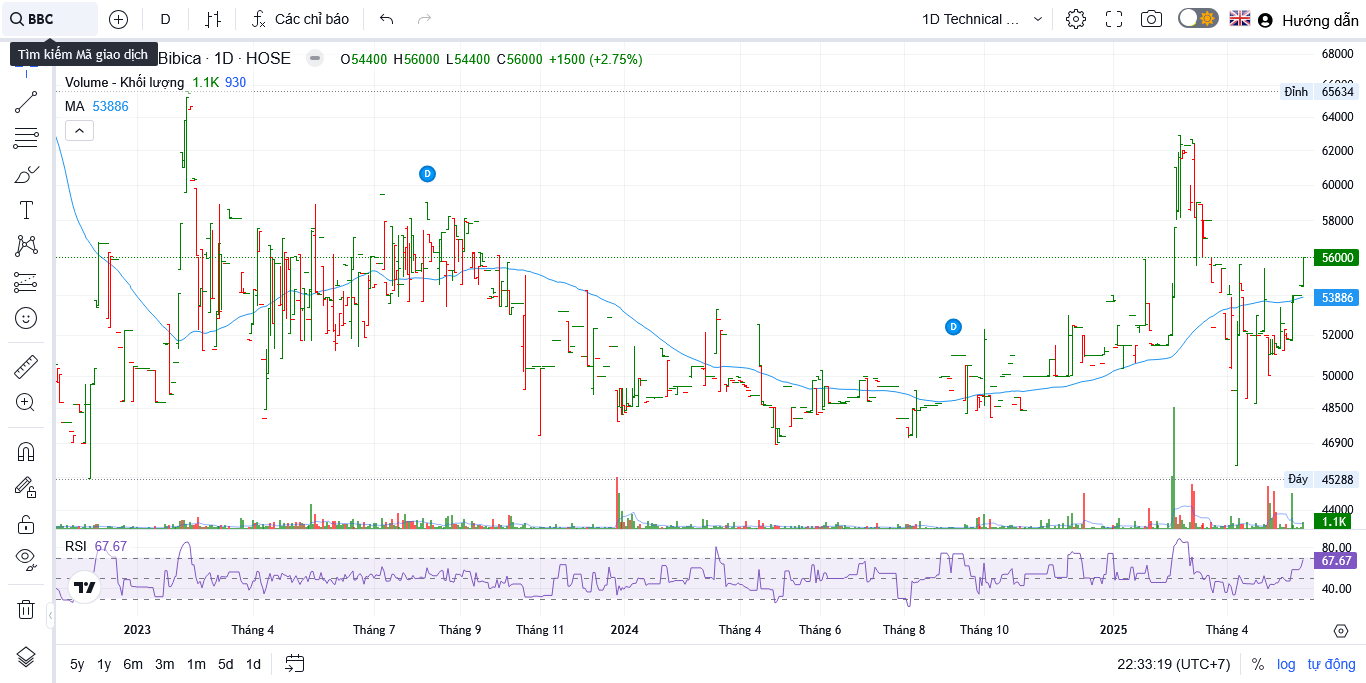 BBC
D
Các chỉ báo
1D Technical ...
Hướng dẫn
Tìm kiếm Mã giao dịch
Bibica · 1D · HOSE
O54400 H56000 L54400 C56000 +1500 (+2.75%)
Volume - Khối lượng 1.1K 930
MA 53886
68000
Đỉnh 65634
64000
62000
60000
58000
56000
53886
52000
50000
48500
46900
Đáy 45288
44000
1.1K
D
D
RSI 67.67
80.00
67.67
40.00
2023 Tháng 4 Tháng 7 Tháng 9 Tháng 11 2024 Tháng 4 Tháng 6 Tháng 8 Tháng 10 2025 Tháng 4
5y 1y 6m 3m 1m 5d 1d
22:33:19 (UTC+7) % log tự động